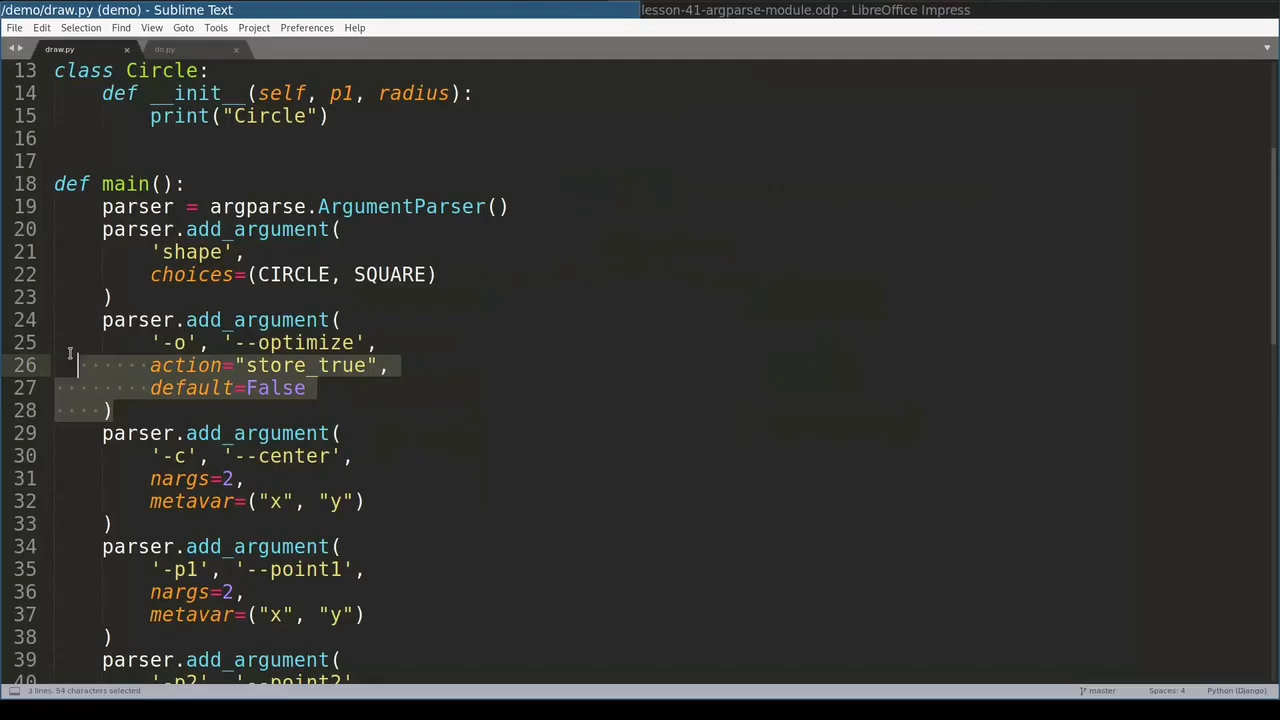 /demo/draw.py (demo) - Sublime Text
lesson-41-argparse-module.odp - LibreOffice Impress
File Edit Selection Find View Goto Tools Project Preferences Help
draw.py × do.py ×
13 class Circle:
14 def __init__(self, p1, radius):
15 print("Circle")
16
17
18 def main():
19 parser = argparse.ArgumentParser()
20 parser.add_argument(
21 'shape',
22 choices=(CIRCLE, SQUARE)
23 )
24 parser.add_argument(
25 '-o', '--optimize',
26 action="store_true",
27 default=False
28 )
29 parser.add_argument(
30 '-c', '--center',
31 nargs=2,
32 metavar=("x", "y")
33 )
34 parser.add_argument(
35 '-p1', '--point1',
36 nargs=2,
37 metavar=("x", "y")
38 )
39 parser.add_argument(
40 '-p2', '--point2'
3 lines, 54 characters selected
master Spaces: 4 Python (Django)